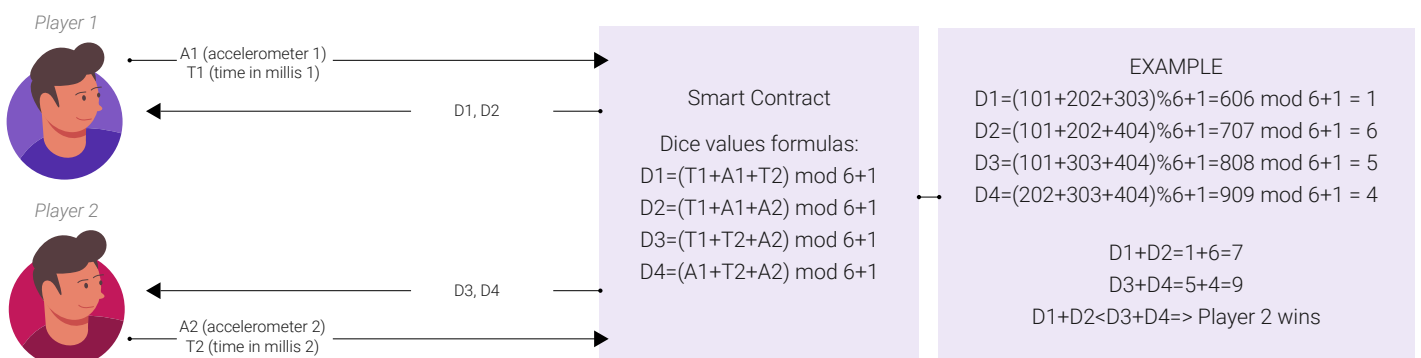 Player 1
A1 (accelerometer 1)
T1 (time in millis 1)
D1, D2
Player 2
D3, D4
A2 (accelerometer 2)
T2 (time in millis 2)
Smart Contract
Dice values formulas:
D1=(T1+A1+T2) mod 6+1
D2=(T1+A1+A2) mod 6+1
D3=(T1+T2+A2) mod 6+1
D4=(A1+T2+A2) mod 6+1
EXAMPLE
D1=(101+202+303)%6+1=606 mod 6+1 = 1
D2=(101+202+404)%6+1=707 mod 6+1 = 6
D3=(101+303+404)%6+1=808 mod 6+1 = 5
D4=(202+303+404)%6+1=909 mod 6+1 = 4
D1+D2=1+6=7
D3+D4=5+4=9
D1+D2<D3+D4=> Player 2 wins